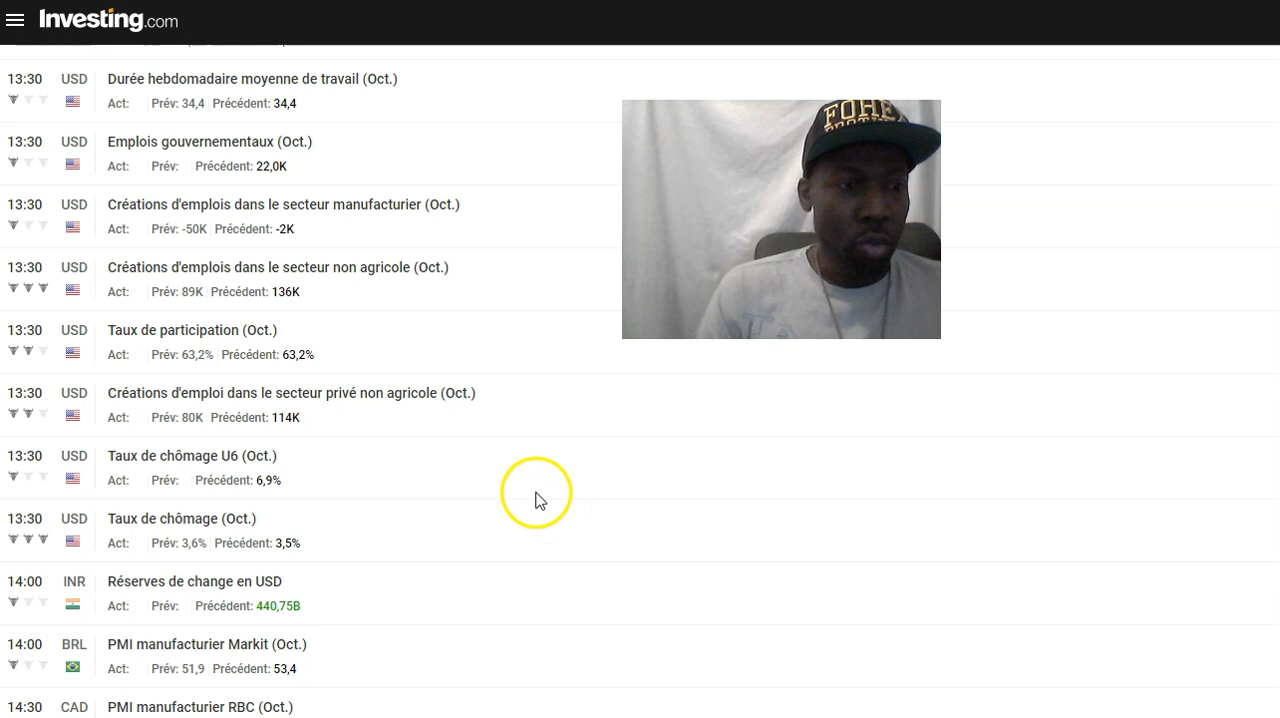 Investing.com
13:30 USD Durée hebdomadaire moyenne de travail (Oct.)
Act: Prév: 34,4 Précédent: 34,4
13:30 USD Emplois gouvernementaux (Oct.)
Act: Prév: Précédent: 22,0K
13:30 USD Créations d'emplois dans le secteur manufacturier (Oct.)
Act: Prév: -50K Précédent: -2K
13:30 USD Créations d'emplois dans le secteur non agricole (Oct.)
Act: Prév: 89K Précédent: 136K
13:30 USD Taux de participation (Oct.)
Act: Prév: 63,2% Précédent: 63,2%
13:30 USD Créations d'emploi dans le secteur privé non agricole (Oct.)
Act: Prév: 80K Précédent: 114K
13:30 USD Taux de chômage U6 (Oct.)
Act: Prév: Précédent: 6,9%
13:30 USD Taux de chômage (Oct.)
Act: Prév: 3,6% Précédent: 3,5%
14:00 INR Réserves de change en USD
Act: Prév: Précédent: 440,75B
14:00 BRL PMI manufacturier Markit (Oct.)
Act: Prév: 51,9 Précédent: 53,4
14:30 CAD PMI manufacturier RBC (Oct.)